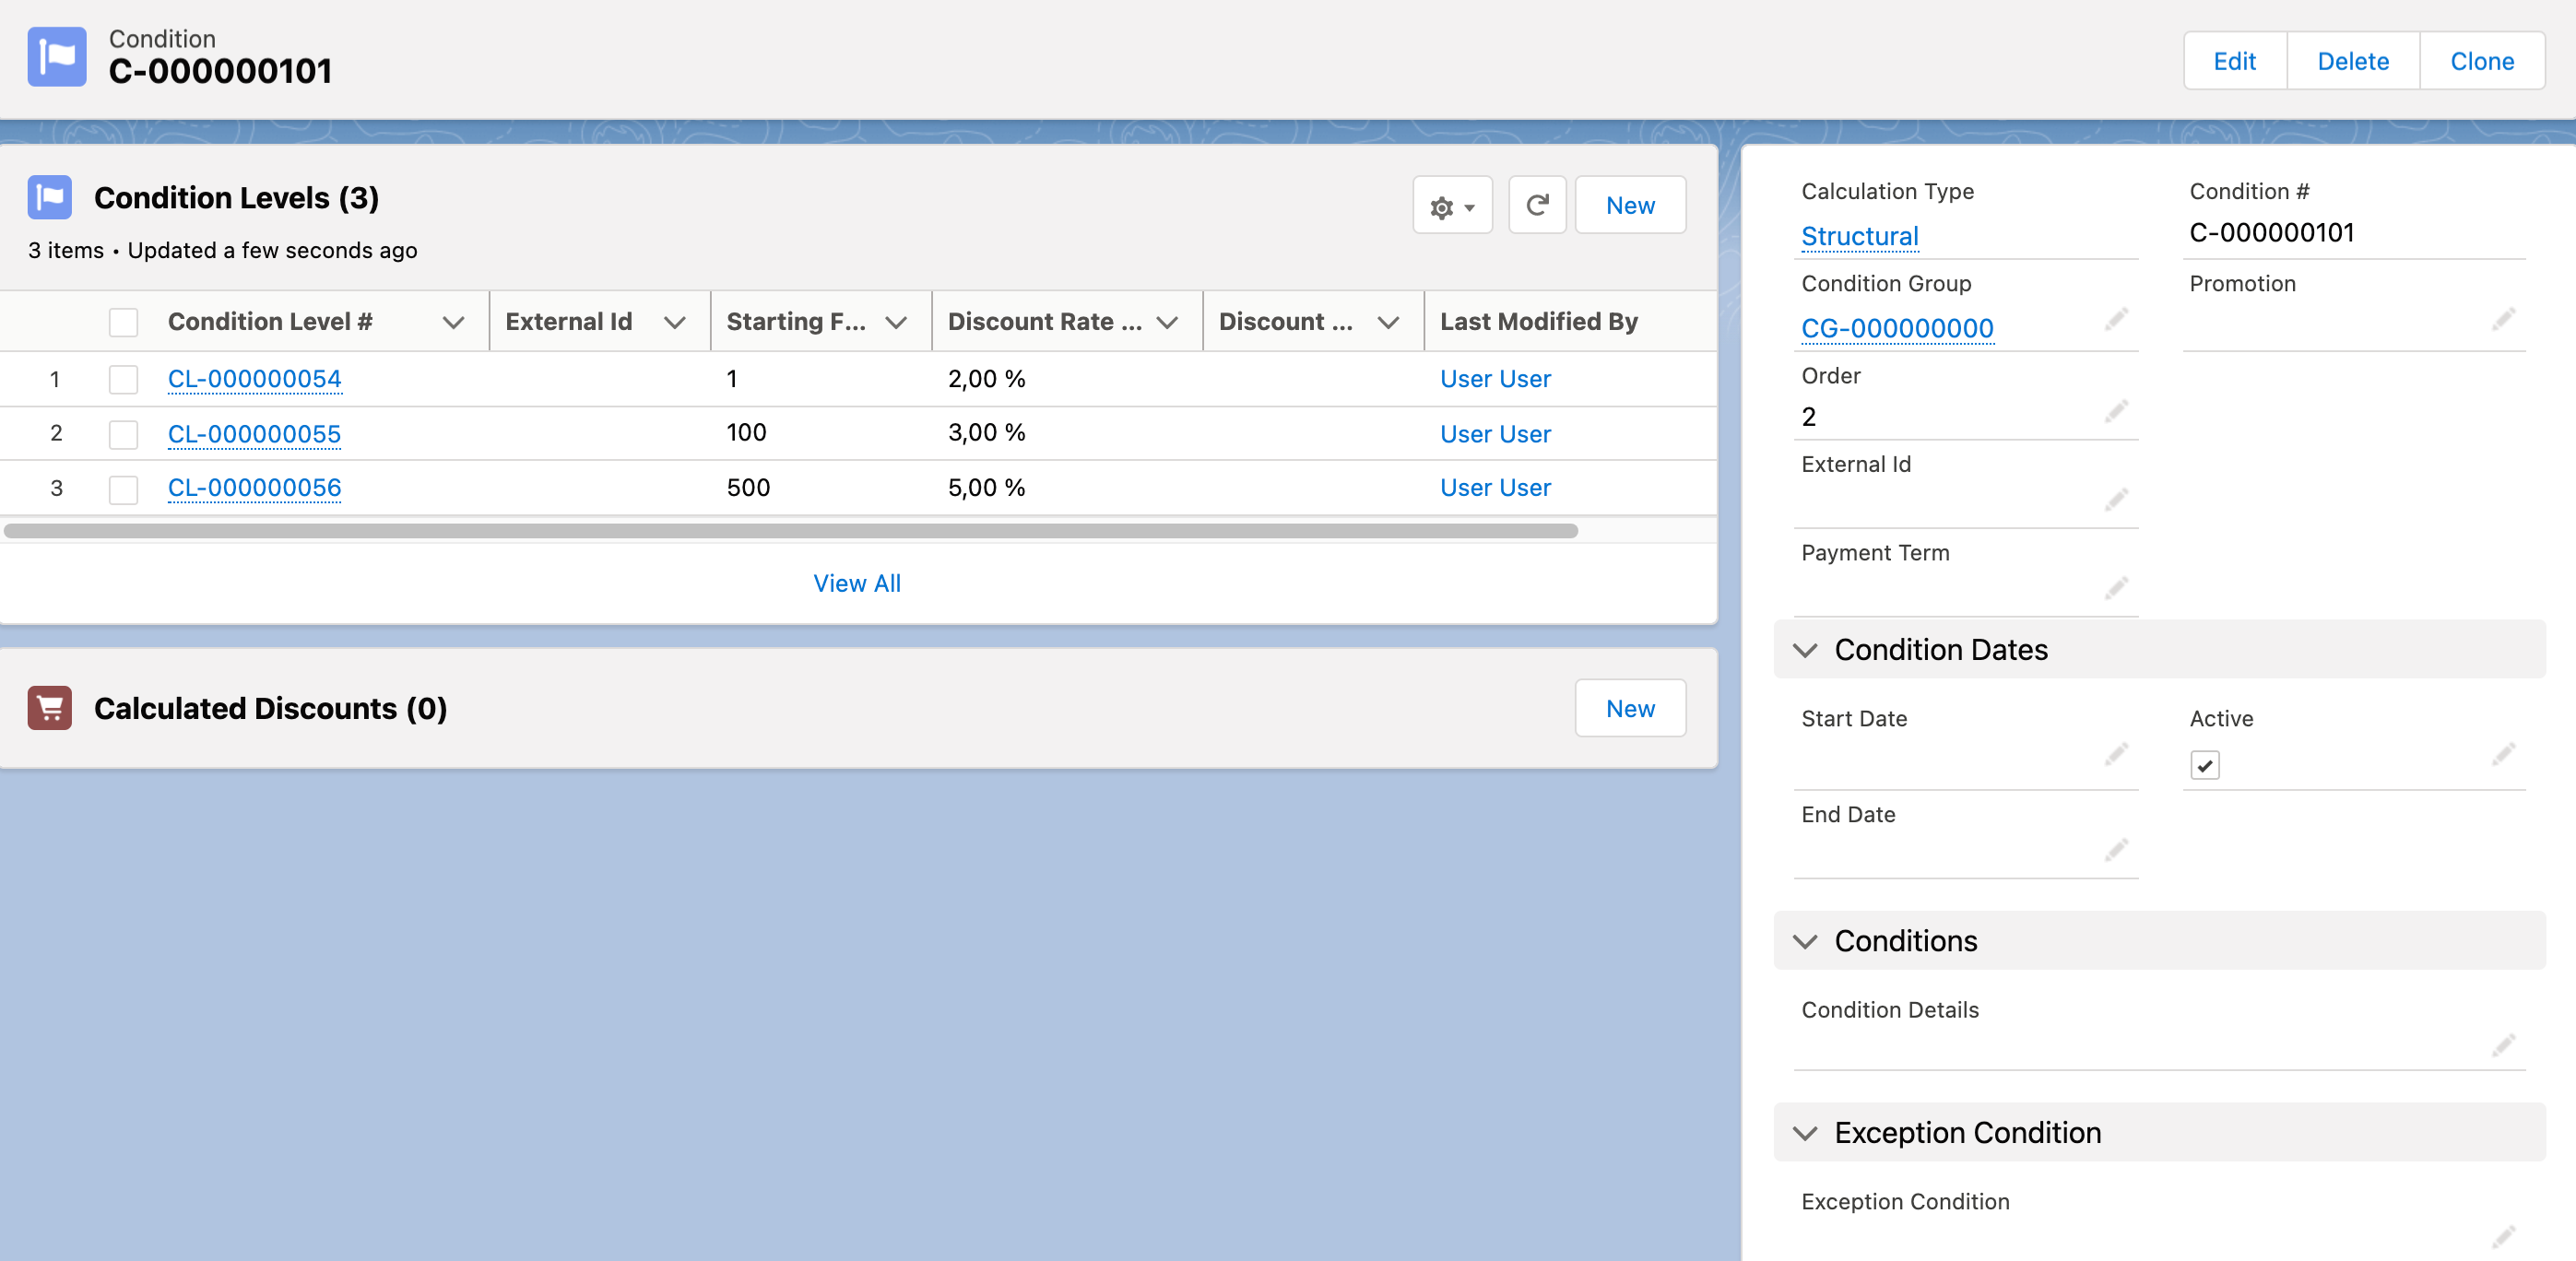 Condition
C-000000101
Edit Delete Clone
Condition Levels (3)
3 items • Updated a few seconds ago
New
Condition Level # External Id Starting F... Discount Rate ... Discount ... Last Modified By
1 CL-000000054 1 2,00 % User User
2 CL-000000055 100 3,00 % User User
3 CL-000000056 500 5,00 % User User
View All
Calculated Discounts (0)
New
Calculation Type
Structural
Condition #
C-000000101
Condition Group
CG-000000000
Promotion
Order
2
External Id
Payment Term
Condition Dates
Start Date
Active
End Date
Conditions
Condition Details
Exception Condition
Exception Condition